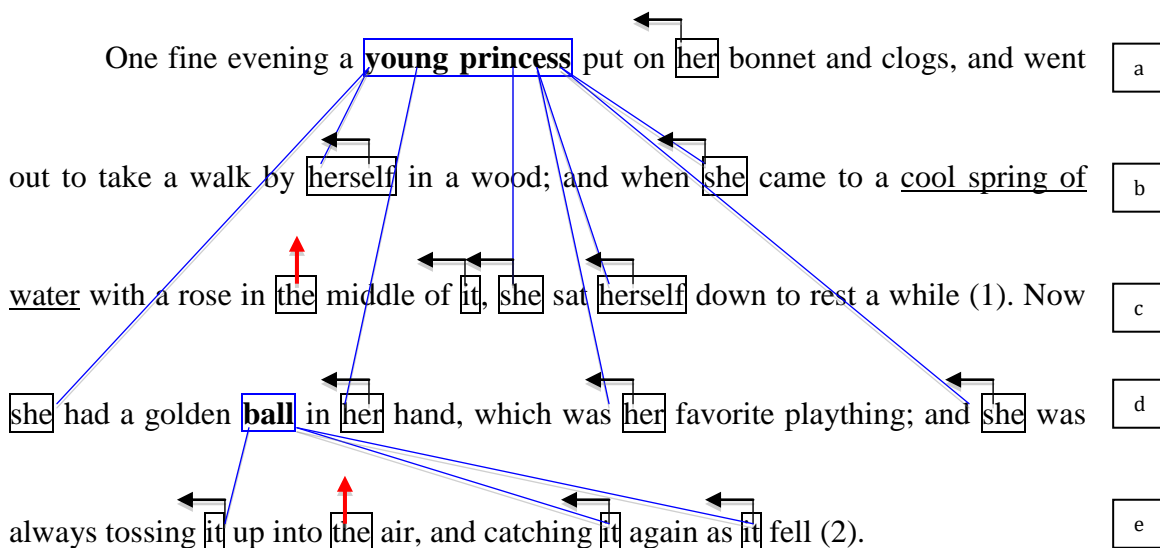 One fine evening a young princess put on her bonnet and clogs, and went a
out to take a walk by herself in a wood; and when she came to a cool spring of b
water with a rose in the middle of it, she sat herself down to rest a while (1). Now c
she had a golden ball in her hand, which was her favorite plaything; and she was d
always tossing it up into the air, and catching it again as it fell (2). e